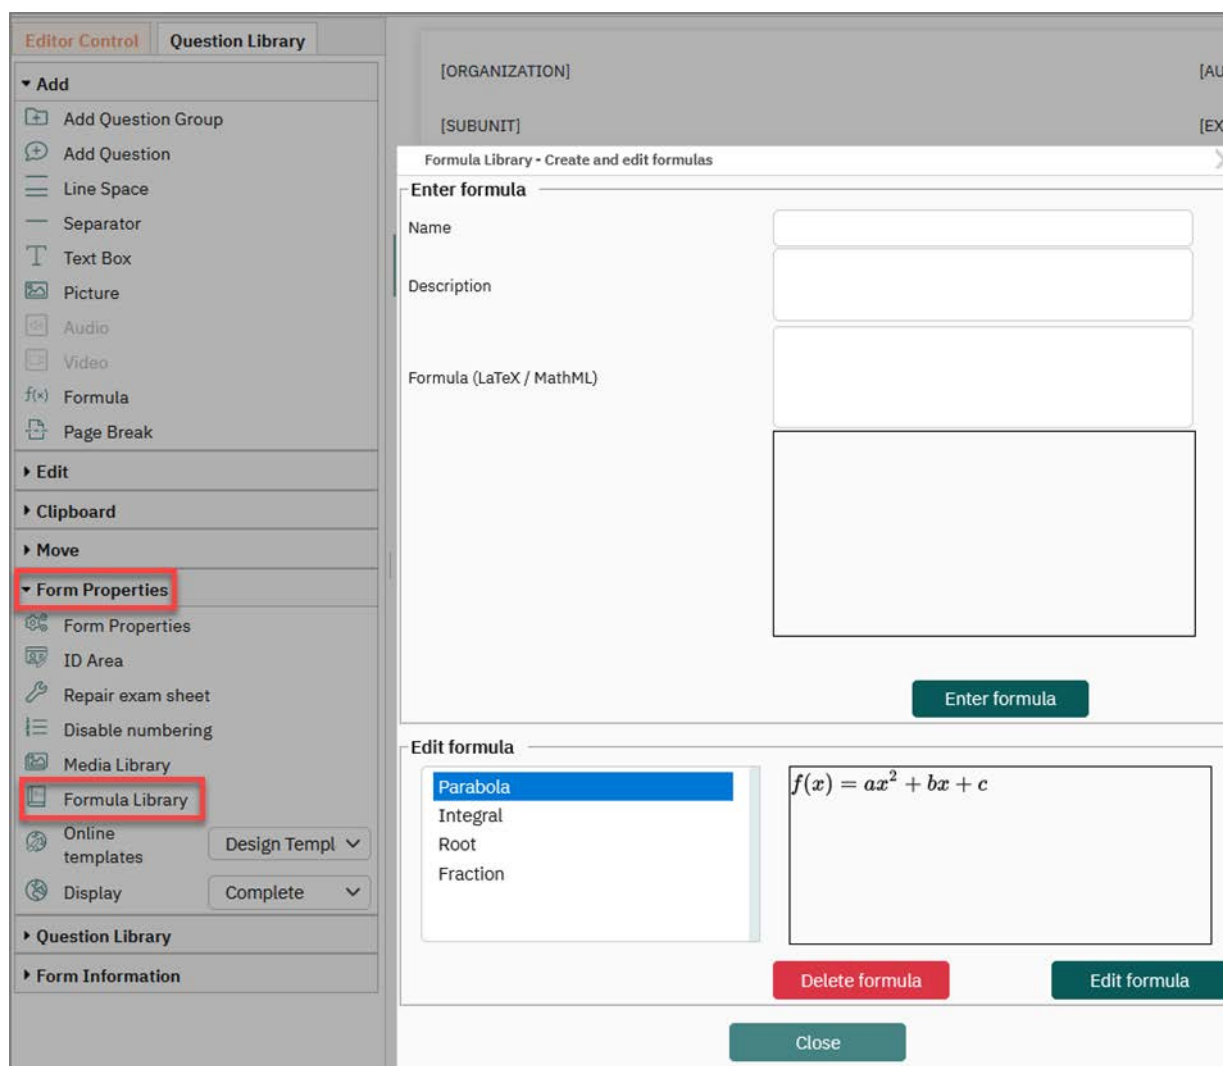 Editor Control
Question Library
Add
Add Question Group
Add Question
Line Space
Separator
Text Box
Picture
Audio
Video
f(x) Formula
Page Break
Edit
Clipboard
Move
Form Properties
Form Properties
ID Area
Repair exam sheet
Disable numbering
Media Library
Formula Library
Online
templates
Design Templ
Display
Complete
Question Library
Form Information
[ORGANIZATION]
[AU
[SUBUNIT]
[EX
Formula Library - Create and edit formulas
Enter formula
Name
Description
Formula (LaTeX / MathML)
Enter formula
Edit formula
Parabola
Integral
Root
Fraction
f(x) = ax² + bx + c
Delete formula
Edit formula
Close